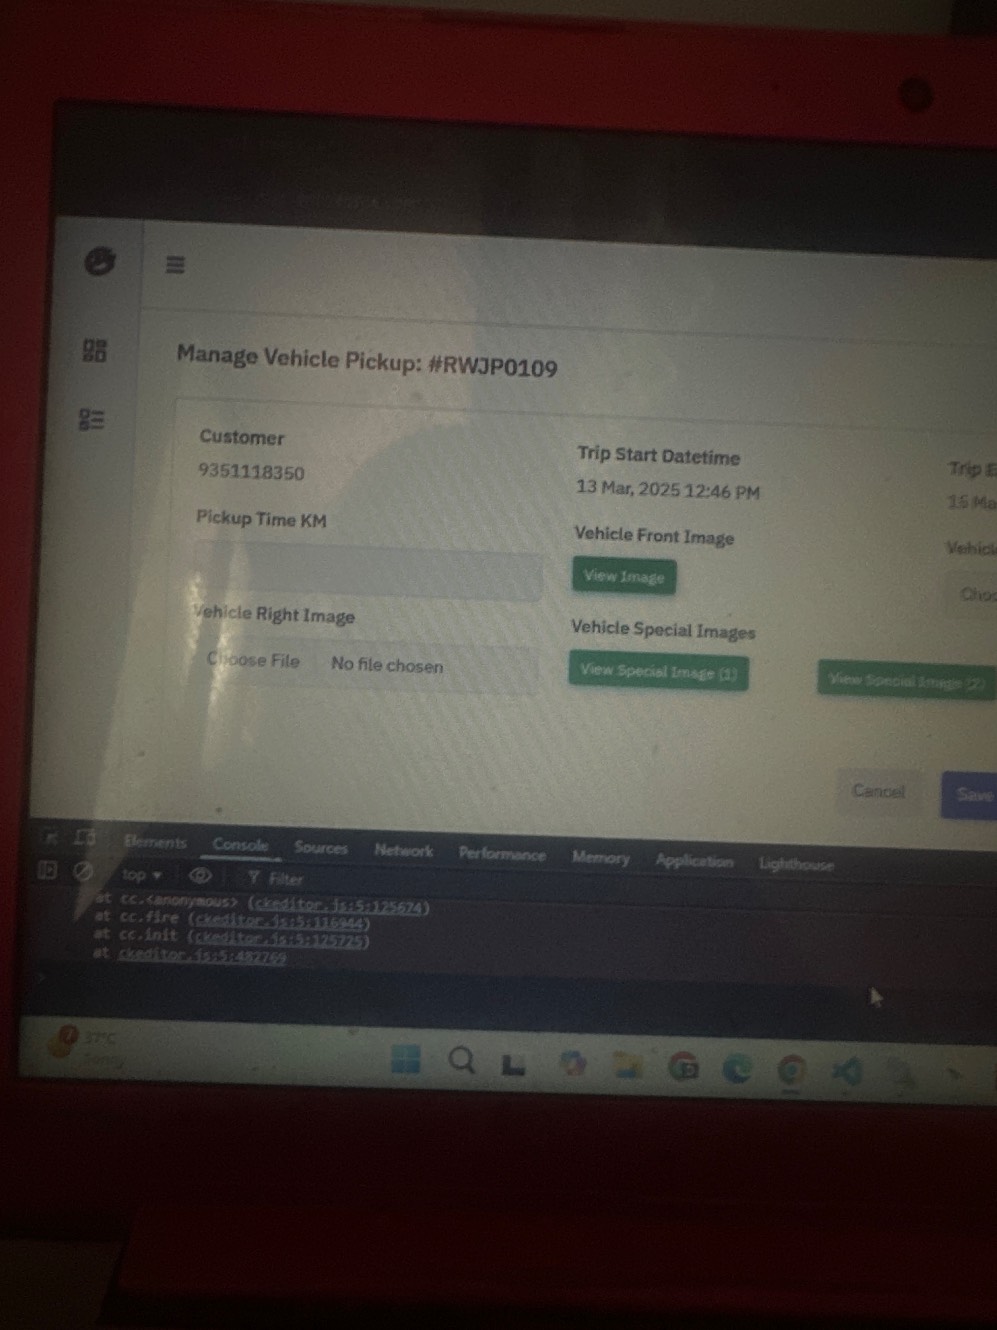 Manage Vehicle Pickup: #RWJP0109
Customer
9351118350
Trip Start Datetime
13 Mar, 2025 12:46 PM
Trip
Pickup Time KM
Vehicle Front Image
View Image
Vehicle Right Image
Choose File No file chosen
Vehicle Special Images
View Special Image (1)
View Special Image (2)
Cancel
Save
Elements Console Sources Network Performance Memory Application Lighthouse
top Filter
at cc.<anonymous> (ckeditor.js:5:125674)
at cc.fire (ckeditor.js:5:116944)
at cc.init (ckeditor.js:5:125725)
at ckeditor.js:5:497769
37°C